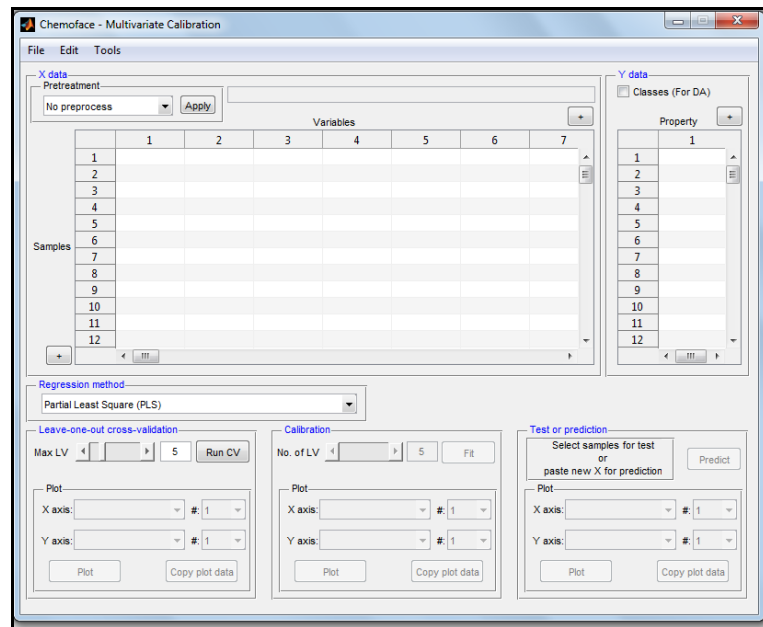 Chemoface - Multivariate Calibration
File Edit Tools
X data
Pretreatment
No preprocess
Apply
Variables
+
1 2 3 4 5 6 7
1
2
3
4
5
6
7
8
9
10
11
12
Samples
+
Y data
Classes (For DA)
Property
+
1
1
2
3
4
5
6
7
8
9
10
11
12
Regression method
Partial Least Square (PLS)
Leave-one-out cross-validation
Max LV 5 Run CV
Plot
X axis: #: 1
Y axis: #: 1
Plot Copy plot data
Calibration
No. of LV 5 Fit
Plot
X axis: #: 1
Y axis: #: 1
Plot Copy plot data
Test or prediction
Select samples for test
or
paste new X for prediction
Predict
Plot
X axis: #: 1
Y axis: #: 1
Plot Copy plot data